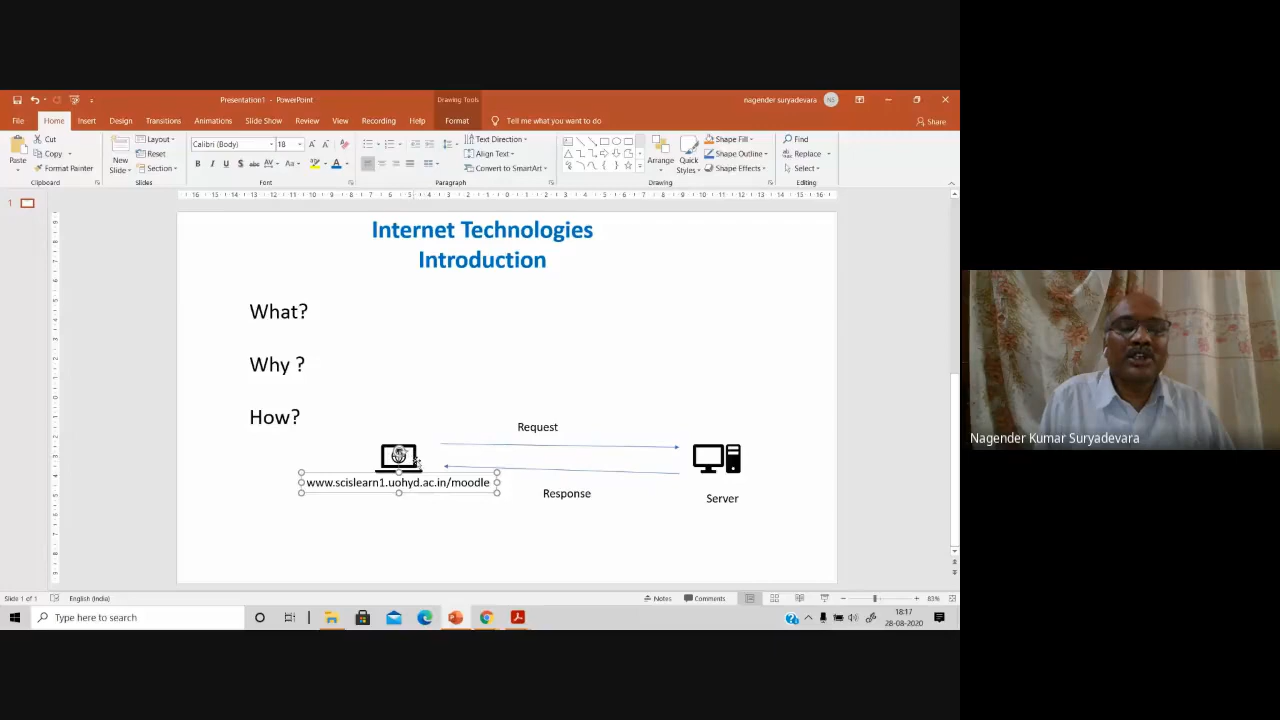 Presentation1 - PowerPoint
Drawing Tools
nagender suryadevara
NS
File
Home
Insert
Design
Transitions
Animations
Slide Show
Review
View
Recording
Help
Format
Tell me what you want to do
Share
Paste
Cut
Copy
Format Painter
Clipboard
New
Slide
Layout
Reset
Section
Slides
Calibri (Body)
18
Font
Text Direction
Align Text
Convert to SmartArt
Paragraph
Arrange
Quick
Styles
Shape Fill
Shape Outline
Shape Effects
Drawing
Find
Replace
Select
Editing
1
Internet Technologies
Introduction
What?
Why ?
How?
Request
www.scislearn1.uohyd.ac.in/moodle
Response
Server
Nagender Kumar Suryadevara
Slide 1 of 1
English (India)
Notes
Comments
83%
Type here to search
18:17
28-08-2020